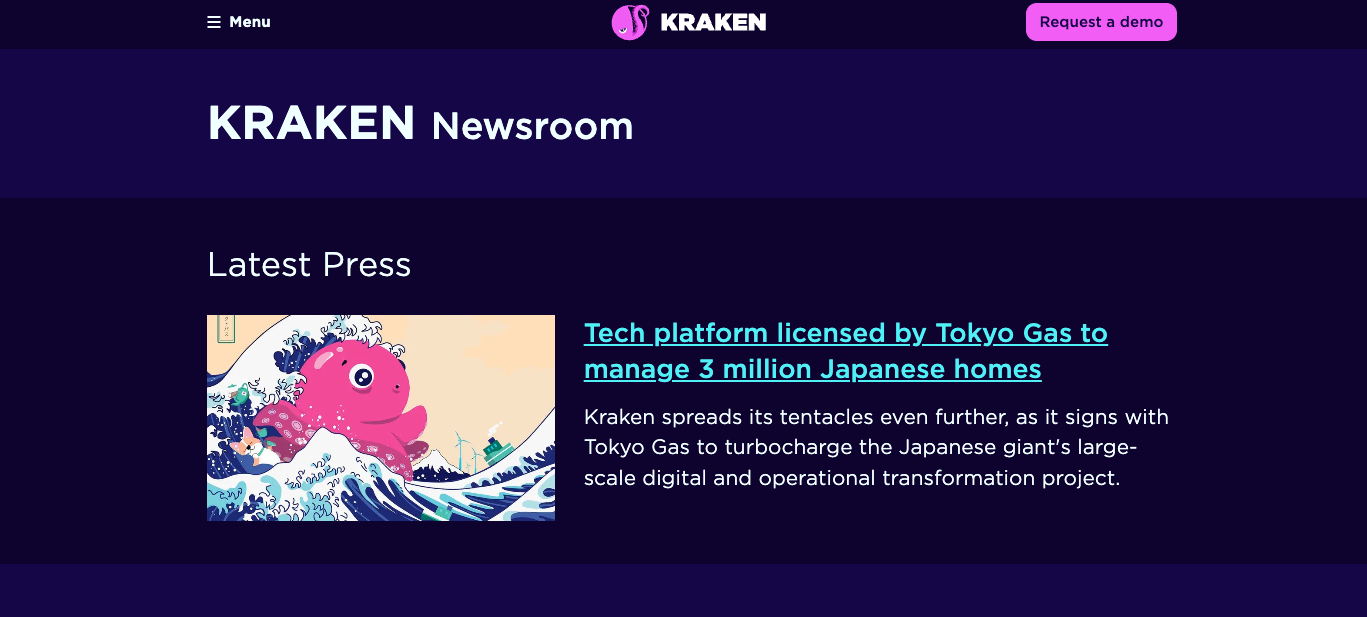 Menu
KRAKEN
Request a demo
KRAKEN Newsroom
Latest Press
Tech platform licensed by Tokyo Gas to
manage 3 million Japanese homes
Kraken spreads its tentacles even further, as it signs with
Tokyo Gas to turbocharge the Japanese giant's large-
scale digital and operational transformation project.